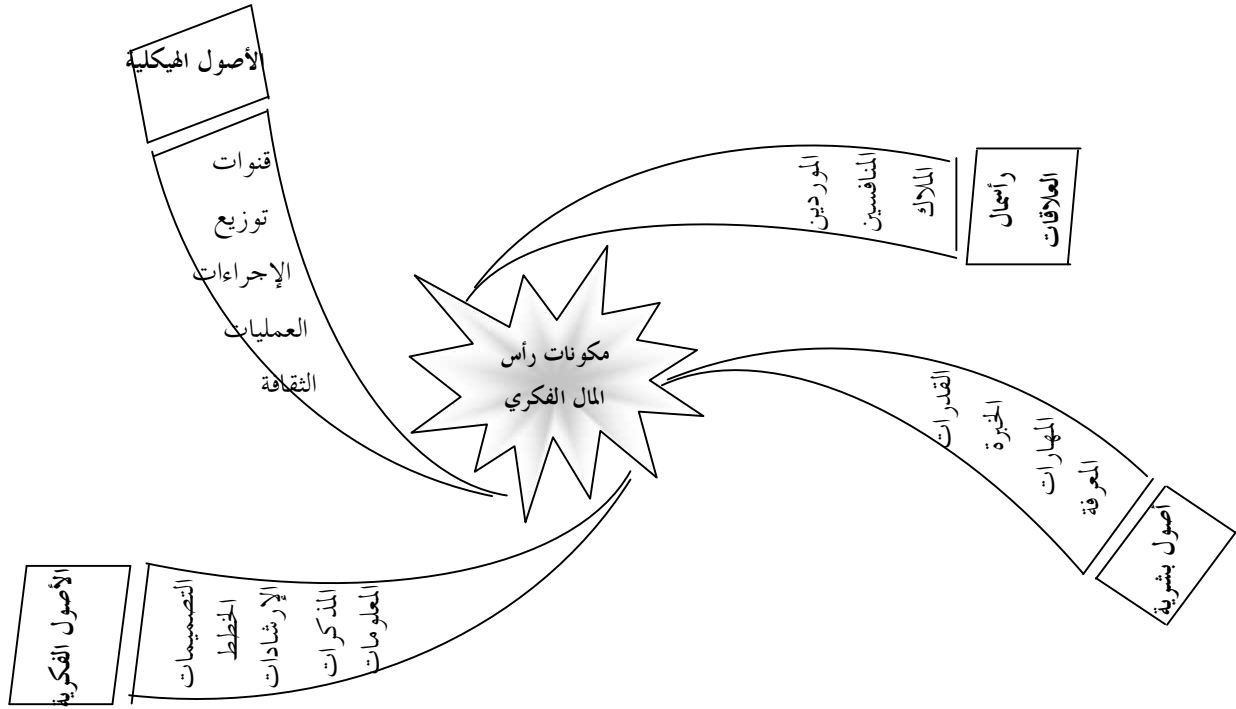 الأصول الهيكلية
قنوات
توزيع
الإجراءات
العمليات
الثقافة
رأسمال
العلاقات
الملاك
المنافسين
الموردين
مكونات رأس
المال الفكري
القدرات
الخبرة
المهارات
المعرفة
أصول بشرية
الأصول الفكرية
التصميمات
الخطط
الإرشادات
المذكرات
المعلومات